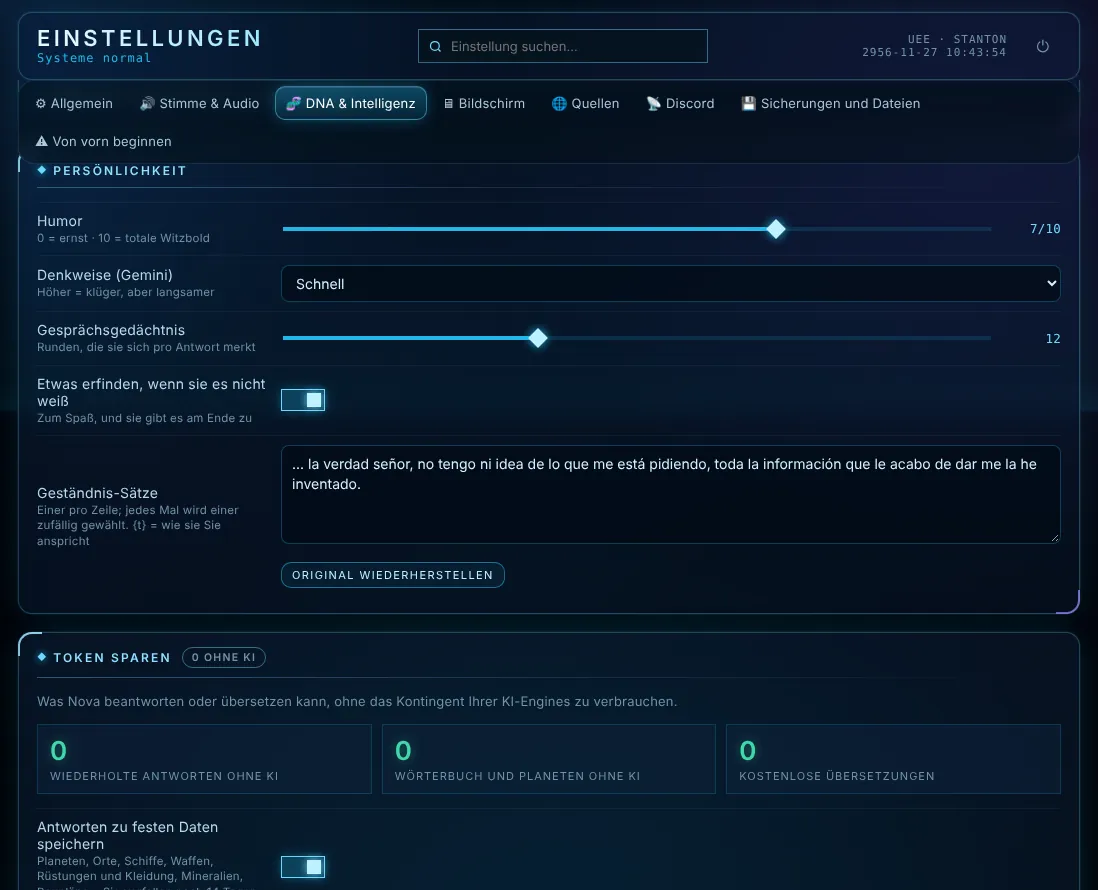 EINSTELLUNGEN
Systeme normal
Einstellung suchen...
UEE · STANTON
2956-11-27 10:43:54
Allgemein
Stimme & Audio
DNA & Intelligenz
Bildschirm
Quellen
Discord
Sicherungen und Dateien
Von vorn beginnen
PERSÖNLICHKEIT
Humor
0 = ernst · 10 = totale Witzbold
7/10
Denkweise (Gemini)
Höher = klüger, aber langsamer
Schnell
Gesprächsgedächtnis
Runden, die sie sich pro Antwort merkt
12
Etwas erfinden, wenn sie es nicht
weiß
Zum Spaß, und sie gibt es am Ende zu
Geständnis-Sätze
Einer pro Zeile; jedes Mal wird einer
zufällig gewählt. {t} = wie sie Sie
anspricht
... la verdad señor, no tengo ni idea de lo que me está pidiendo, toda la información que le acabo de dar me la he
inventado.
ORIGINAL WIEDERHERSTELLEN
TOKEN SPAREN
0 OHNE KI
Was Nova beantworten oder übersetzen kann, ohne das Kontingent Ihrer KI-Engines zu verbrauchen.
0
WIEDERHOLTE ANTWORTEN OHNE KI
0
WÖRTERBUCH UND PLANETEN OHNE KI
0
KOSTENLOSE ÜBERSETZUNGEN
Antworten zu festen Daten
speichern
Planeten, Orte, Schiffe, Waffen,
Rüstungen und Kleidung, Mineralien,